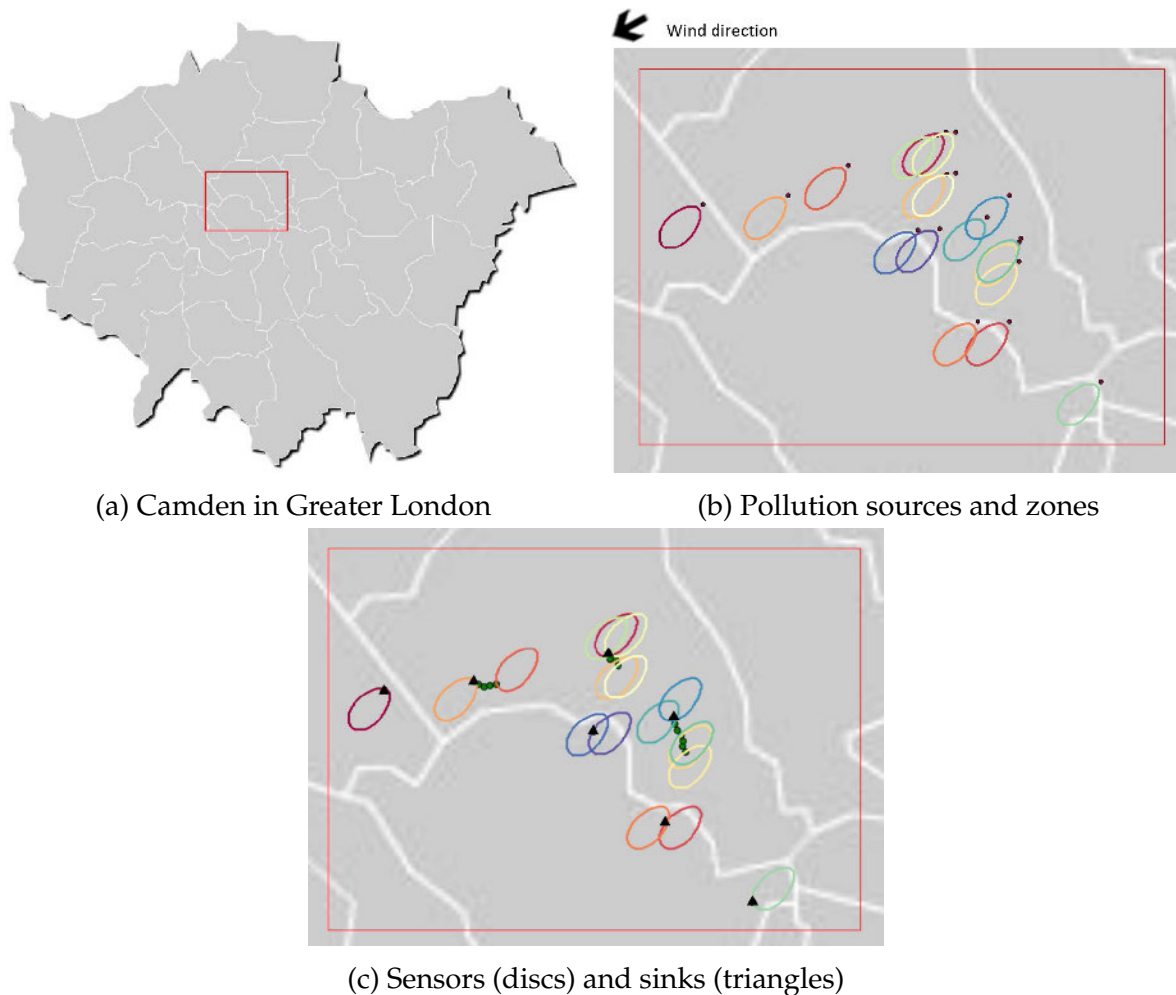 Wind direction
(a) Camden in Greater London
(b) Pollution sources and zones
(c) Sensors (discs) and sinks (triangles)